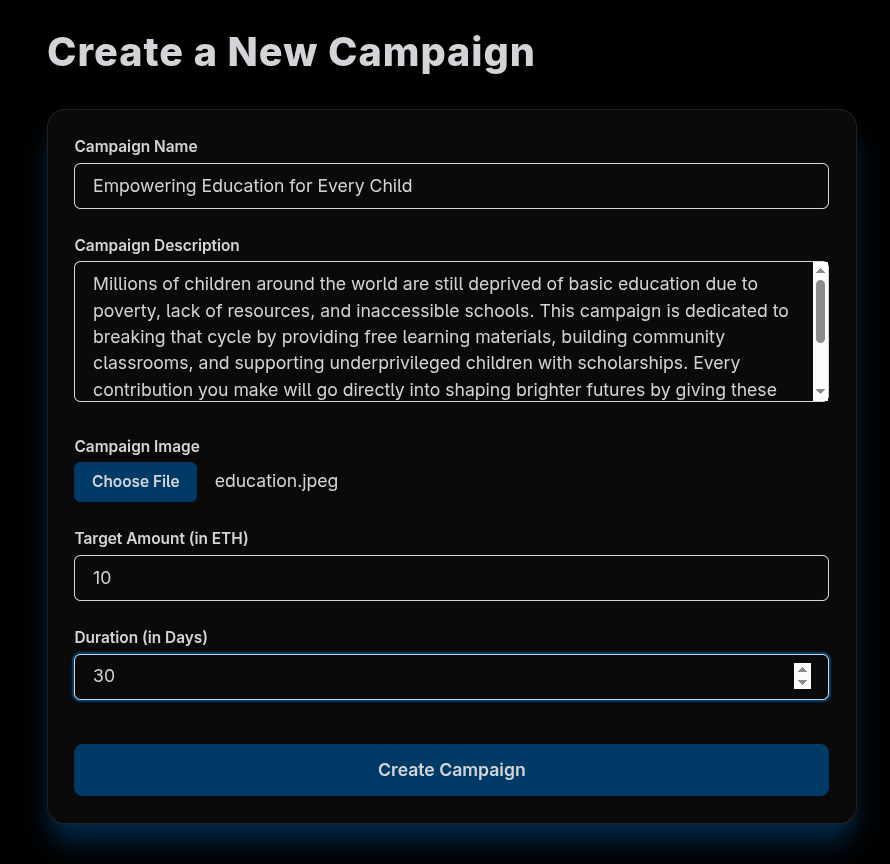 Create a New Campaign
Campaign Name
Empowering Education for Every Child
Campaign Description
Millions of children around the world are still deprived of basic education due to
poverty, lack of resources, and inaccessible schools. This campaign is dedicated to
breaking that cycle by providing free learning materials, building community
classrooms, and supporting underprivileged children with scholarships. Every
contribution you make will go directly into shaping brighter futures by giving these
Campaign Image
Choose File education.jpeg
Target Amount (in ETH)
10
Duration (in Days)
30
Create Campaign